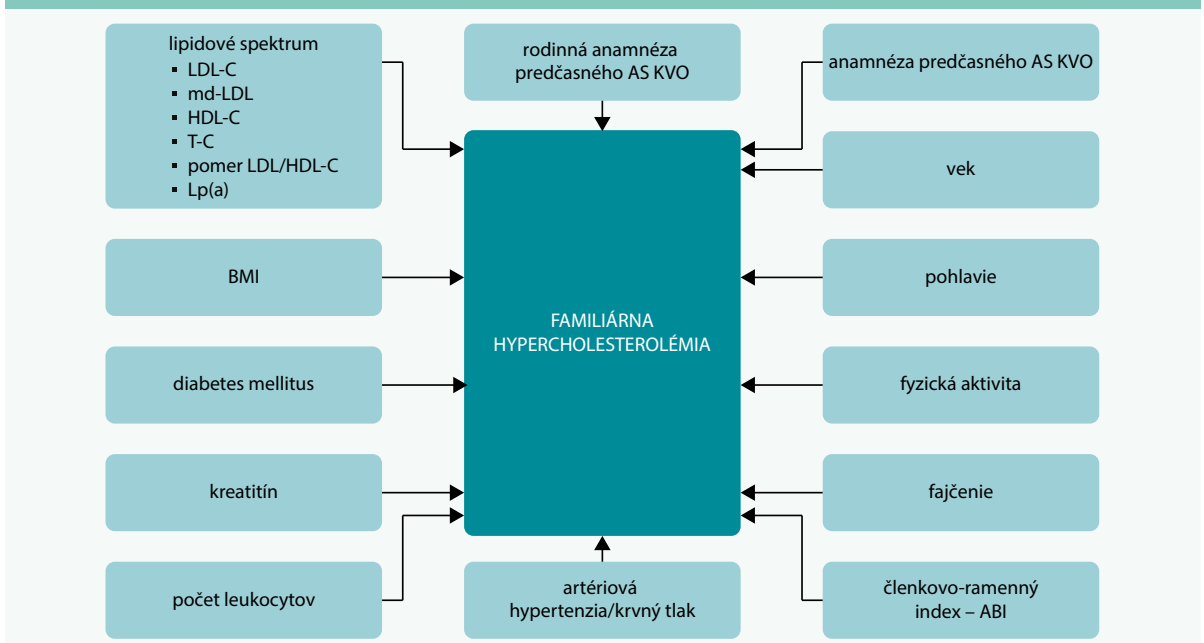 lipidové spektrum
▪ LDL-C
▪ md-LDL
▪ HDL-C
▪ T-C
▪ pomer LDL/HDL-C
▪ Lp(a)
rodinná anamnéza
predčasného AS KVO
anamnéza predčasného AS KVO
vek
BMI
pohlavie
FAMILIÁRNA
HYPERCHOLESTEROLÉMIA
diabetes mellitus
fyzická aktivita
kreatitín
fajčenie
počet leukocytov
artériová
hypertenzia/krvný tlak
členkovo-ramenný
index – ABI